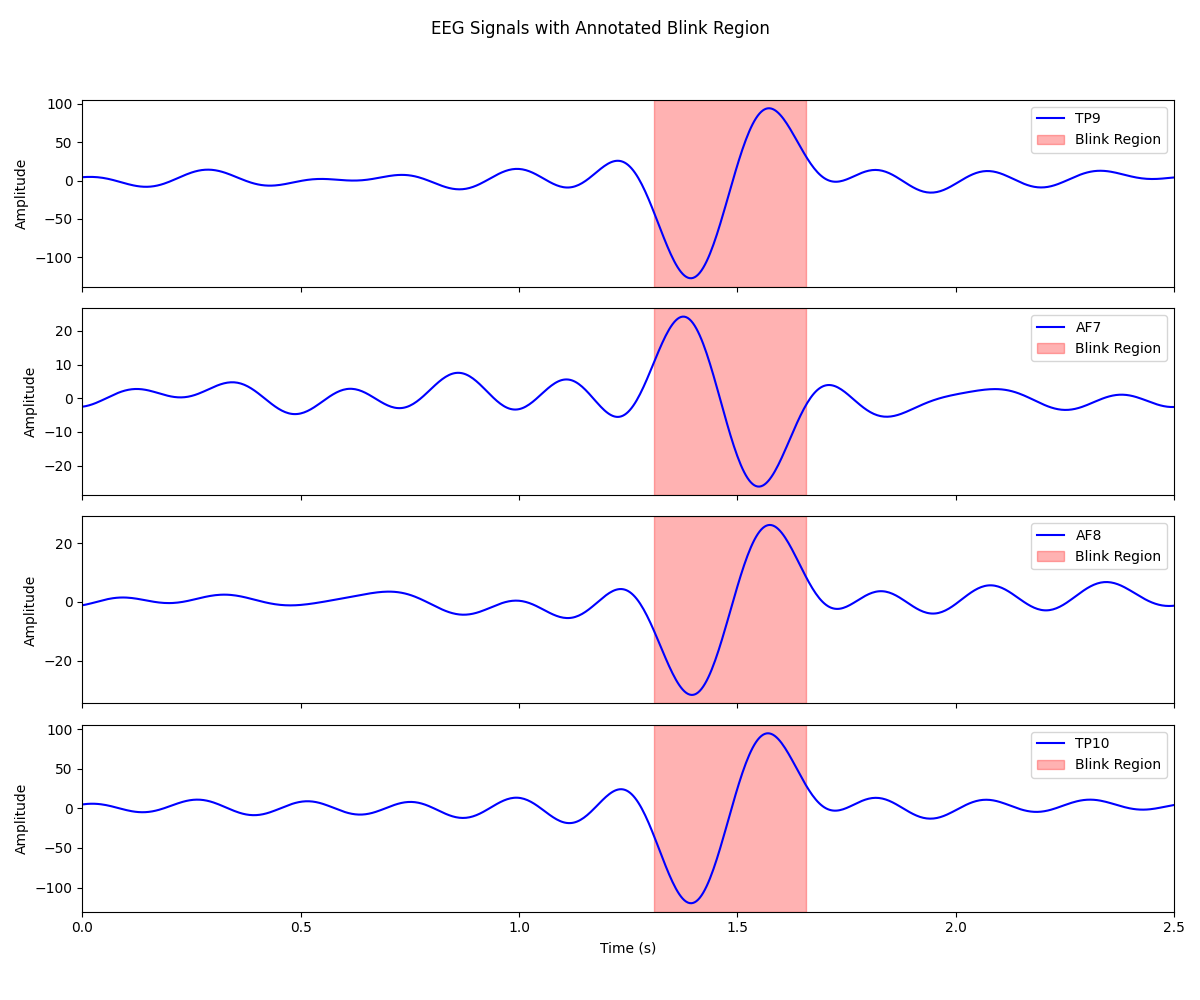 EEG Signals with Annotated Blink Region
100
50
0
−50
−100
Amplitude
TP9
Blink Region
20
10
0
−10
−20
Amplitude
AF7
Blink Region
20
0
−20
Amplitude
AF8
Blink Region
100
50
0
−50
−100
Amplitude
TP10
Blink Region
0.0 0.5 1.0 1.5 2.0 2.5
Time (s)